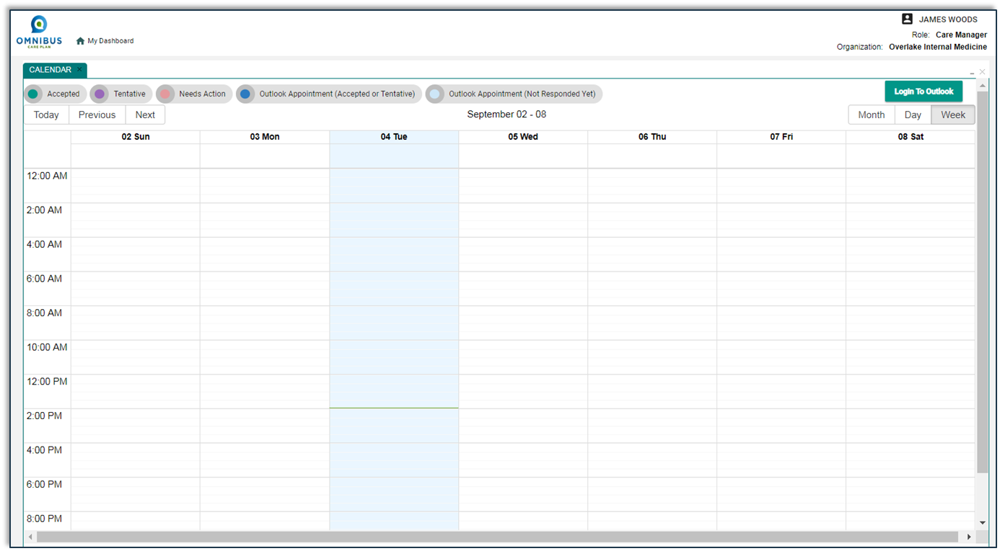 OMNIBUS
CARE PLAN
My Dashboard
JAMES WOODS
Role: Care Manager
Organization: Overlake Internal Medicine
CALENDAR ×
Accepted Tentative Needs Action Outlook Appointment (Accepted or Tentative) Outlook Appointment (Not Responded Yet) Login To Outlook
Today Previous Next September 02 - 08 Month Day Week
02 Sun 03 Mon 04 Tue 05 Wed 06 Thu 07 Fri 08 Sat
12:00 AM
2:00 AM
4:00 AM
6:00 AM
8:00 AM
10:00 AM
12:00 PM
2:00 PM
4:00 PM
6:00 PM
8:00 PM